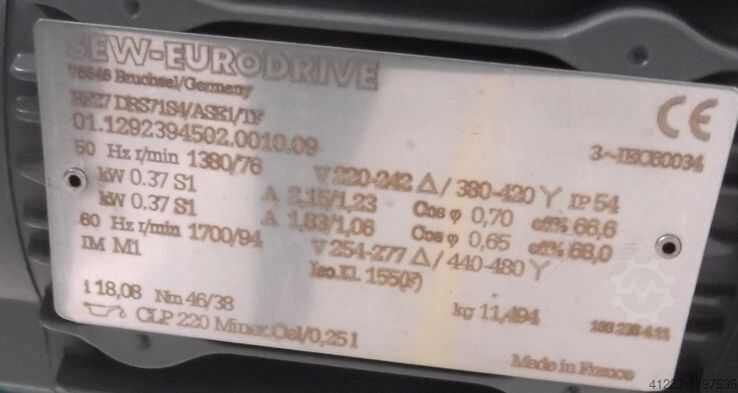 SEW-EURODRIVE
76646 Bruchsal/Germany
RF27 DRS71S4/ASE1/TF
01.1292394502.0010.09 3~IEC60034
50 Hz r/min 1380/76 V 220-242 Δ/380-420 Y IP 54
kW 0.37 S1 A 2,15/1,23 Cos φ 0,70 eff% 66,6
kW 0.37 S1 A 1,83/1,06 Cos φ 0,65 eff% 68,0
60 Hz r/min 1700/94 V 254-277 Δ/440-480 Y
IM M1 Iso.Kl. 155(F)
i 18,08 Nm 46/38 kg 11,494
CLP 220 Miner.Oel/0,25 l
Made in France
CE
41227-1797936